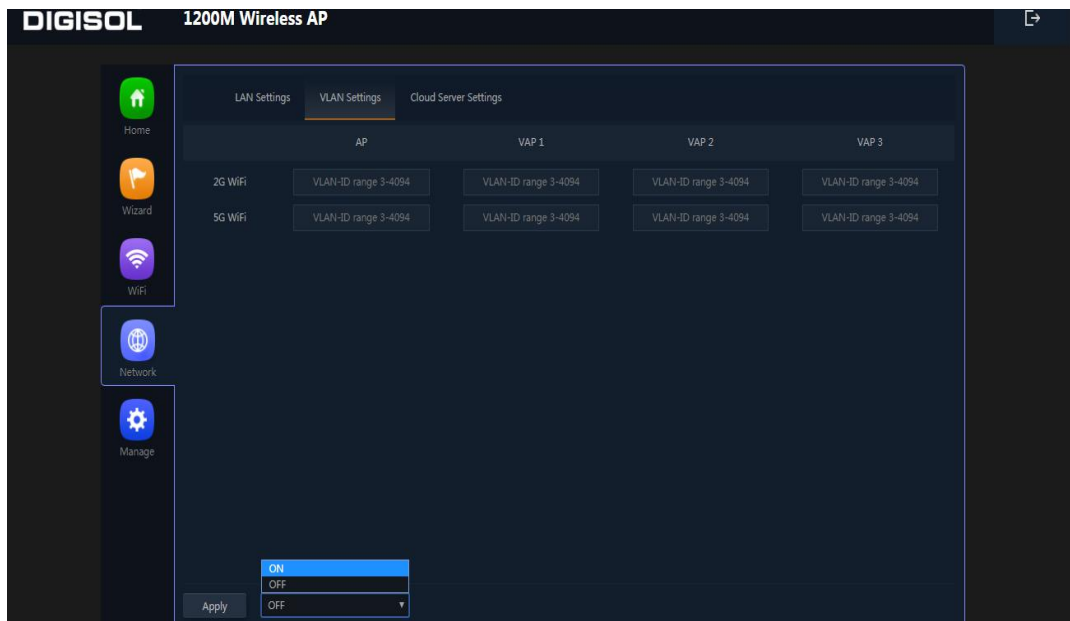 DIGISOL 1200M Wireless AP
LAN Settings VLAN Settings Cloud Server Settings
Home
AP VAP 1 VAP 2 VAP 3
2G WiFi VLAN-ID range 3-4094 VLAN-ID range 3-4094 VLAN-ID range 3-4094 VLAN-ID range 3-4094
Wizard
5G WiFi VLAN-ID range 3-4094 VLAN-ID range 3-4094 VLAN-ID range 3-4094 VLAN-ID range 3-4094
WiFi
Network
Manage
ON
OFF
Apply OFF